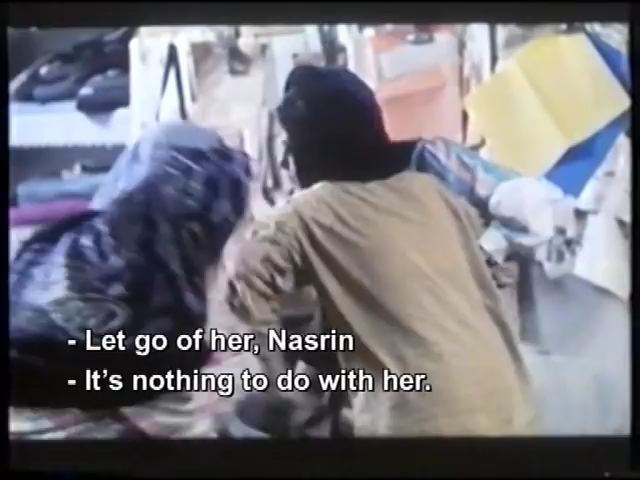 - Let go of her, Nasrin
- It's nothing to do with her.